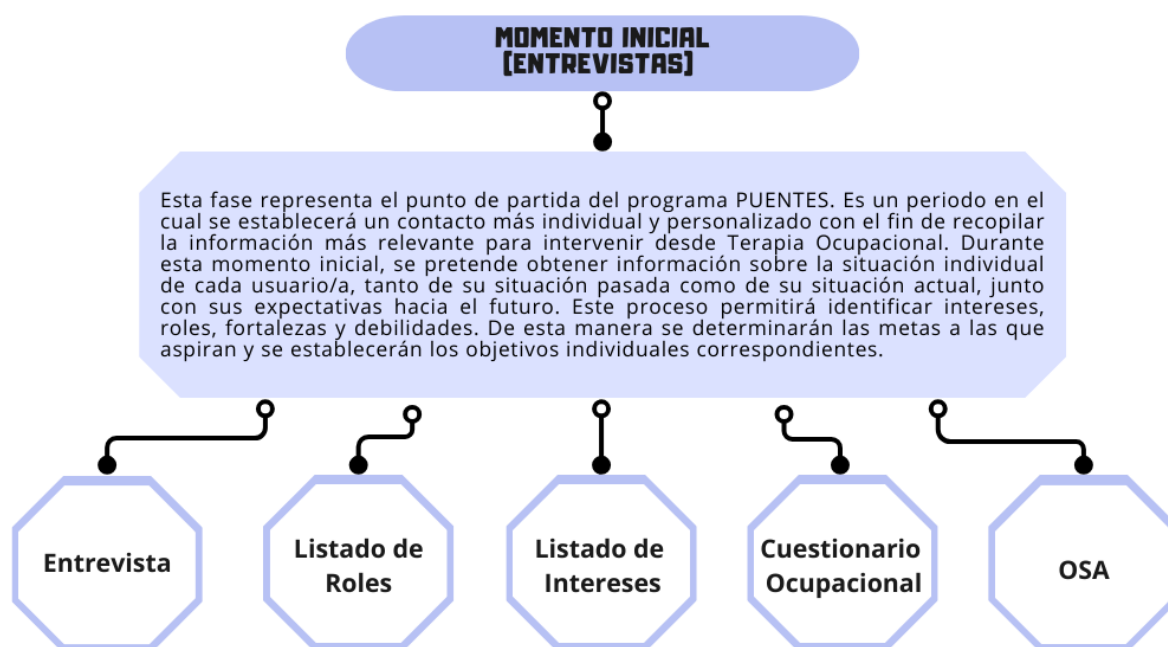 MOMENTO INICIAL
[ENTREVISTAS]
Esta fase representa el punto de partida del programa PUENTES. Es un periodo en el
cual se establecerá un contacto más individual y personalizado con el fin de recopilar
la información más relevante para intervenir desde Terapia Ocupacional. Durante
esta momento inicial, se pretende obtener información sobre la situación individual
de cada usuario/a, tanto de su situación pasada como de su situación actual, junto
con sus expectativas hacia el futuro. Este proceso permitirá identificar intereses,
roles, fortalezas y debilidades. De esta manera se determinarán las metas a las que
aspiran y se establecerán los objetivos individuales correspondientes.
Entrevista
Listado de
Roles
Listado de
Intereses
Cuestionario
Ocupacional
OSA